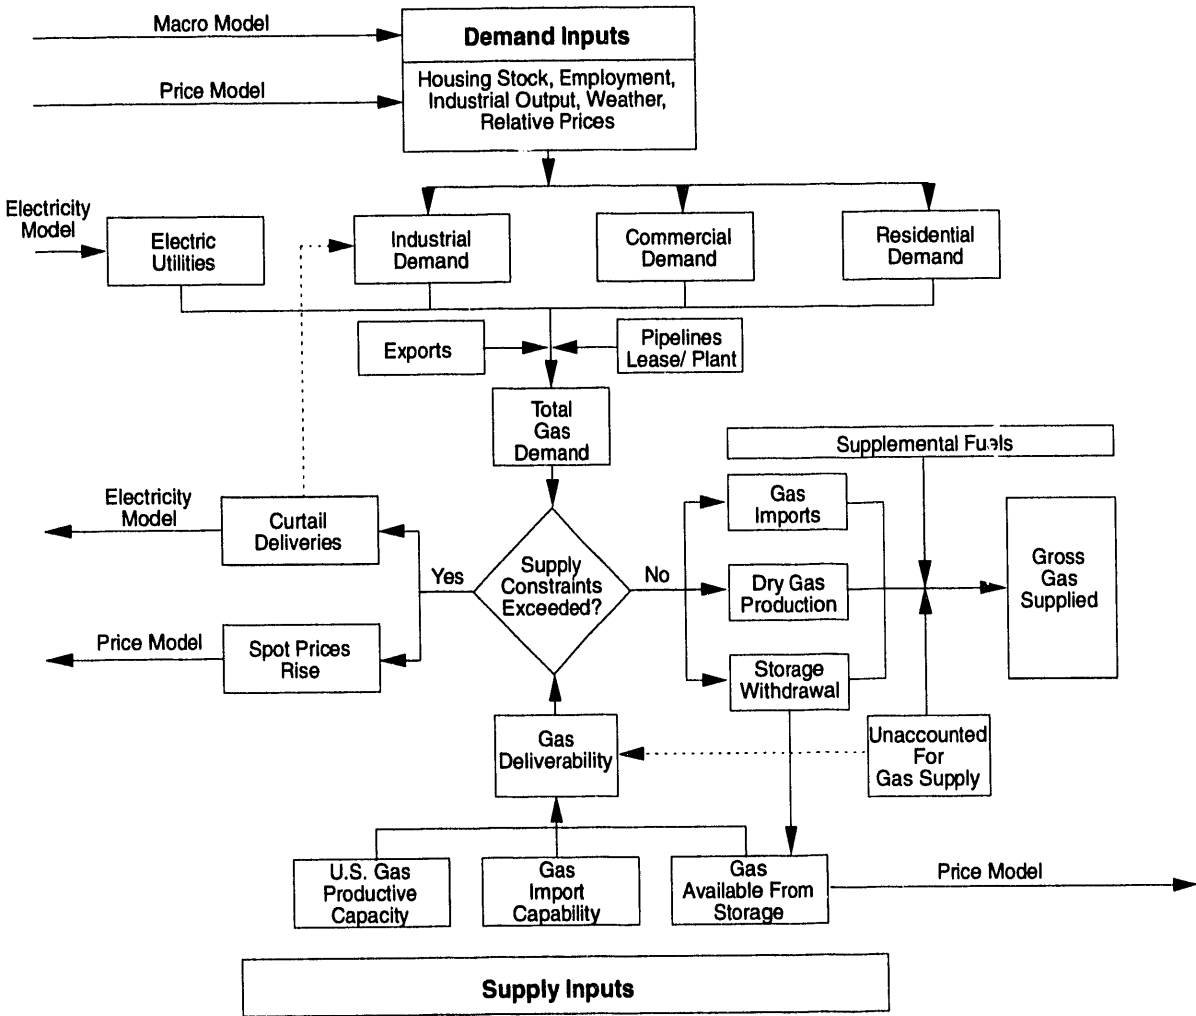 Macro Model
Demand Inputs
Price Model
Housing Stock, Employment,
Industrial Output, Weather,
Relative Prices
Electricity
Model
Electric
Utilities
Industrial
Demand
Commercial
Demand
Residential
Demand
Exports
Pipelines
Lease/ Plant
Total
Gas
Demand
Supplemental Fuels
Electricity
Model
Curtail
Deliveries
Yes
Supply
Constraints
Exceeded?
No
Gas
Imports
Dry Gas
Production
Storage
Withdrawal
Gross
Gas
Supplied
Price Model
Spot Prices
Rise
Gas
Deliverability
Unaccounted
For
Gas Supply
U.S. Gas
Productive
Capacity
Gas
Import
Capability
Gas
Available From
Storage
Price Model
Supply Inputs